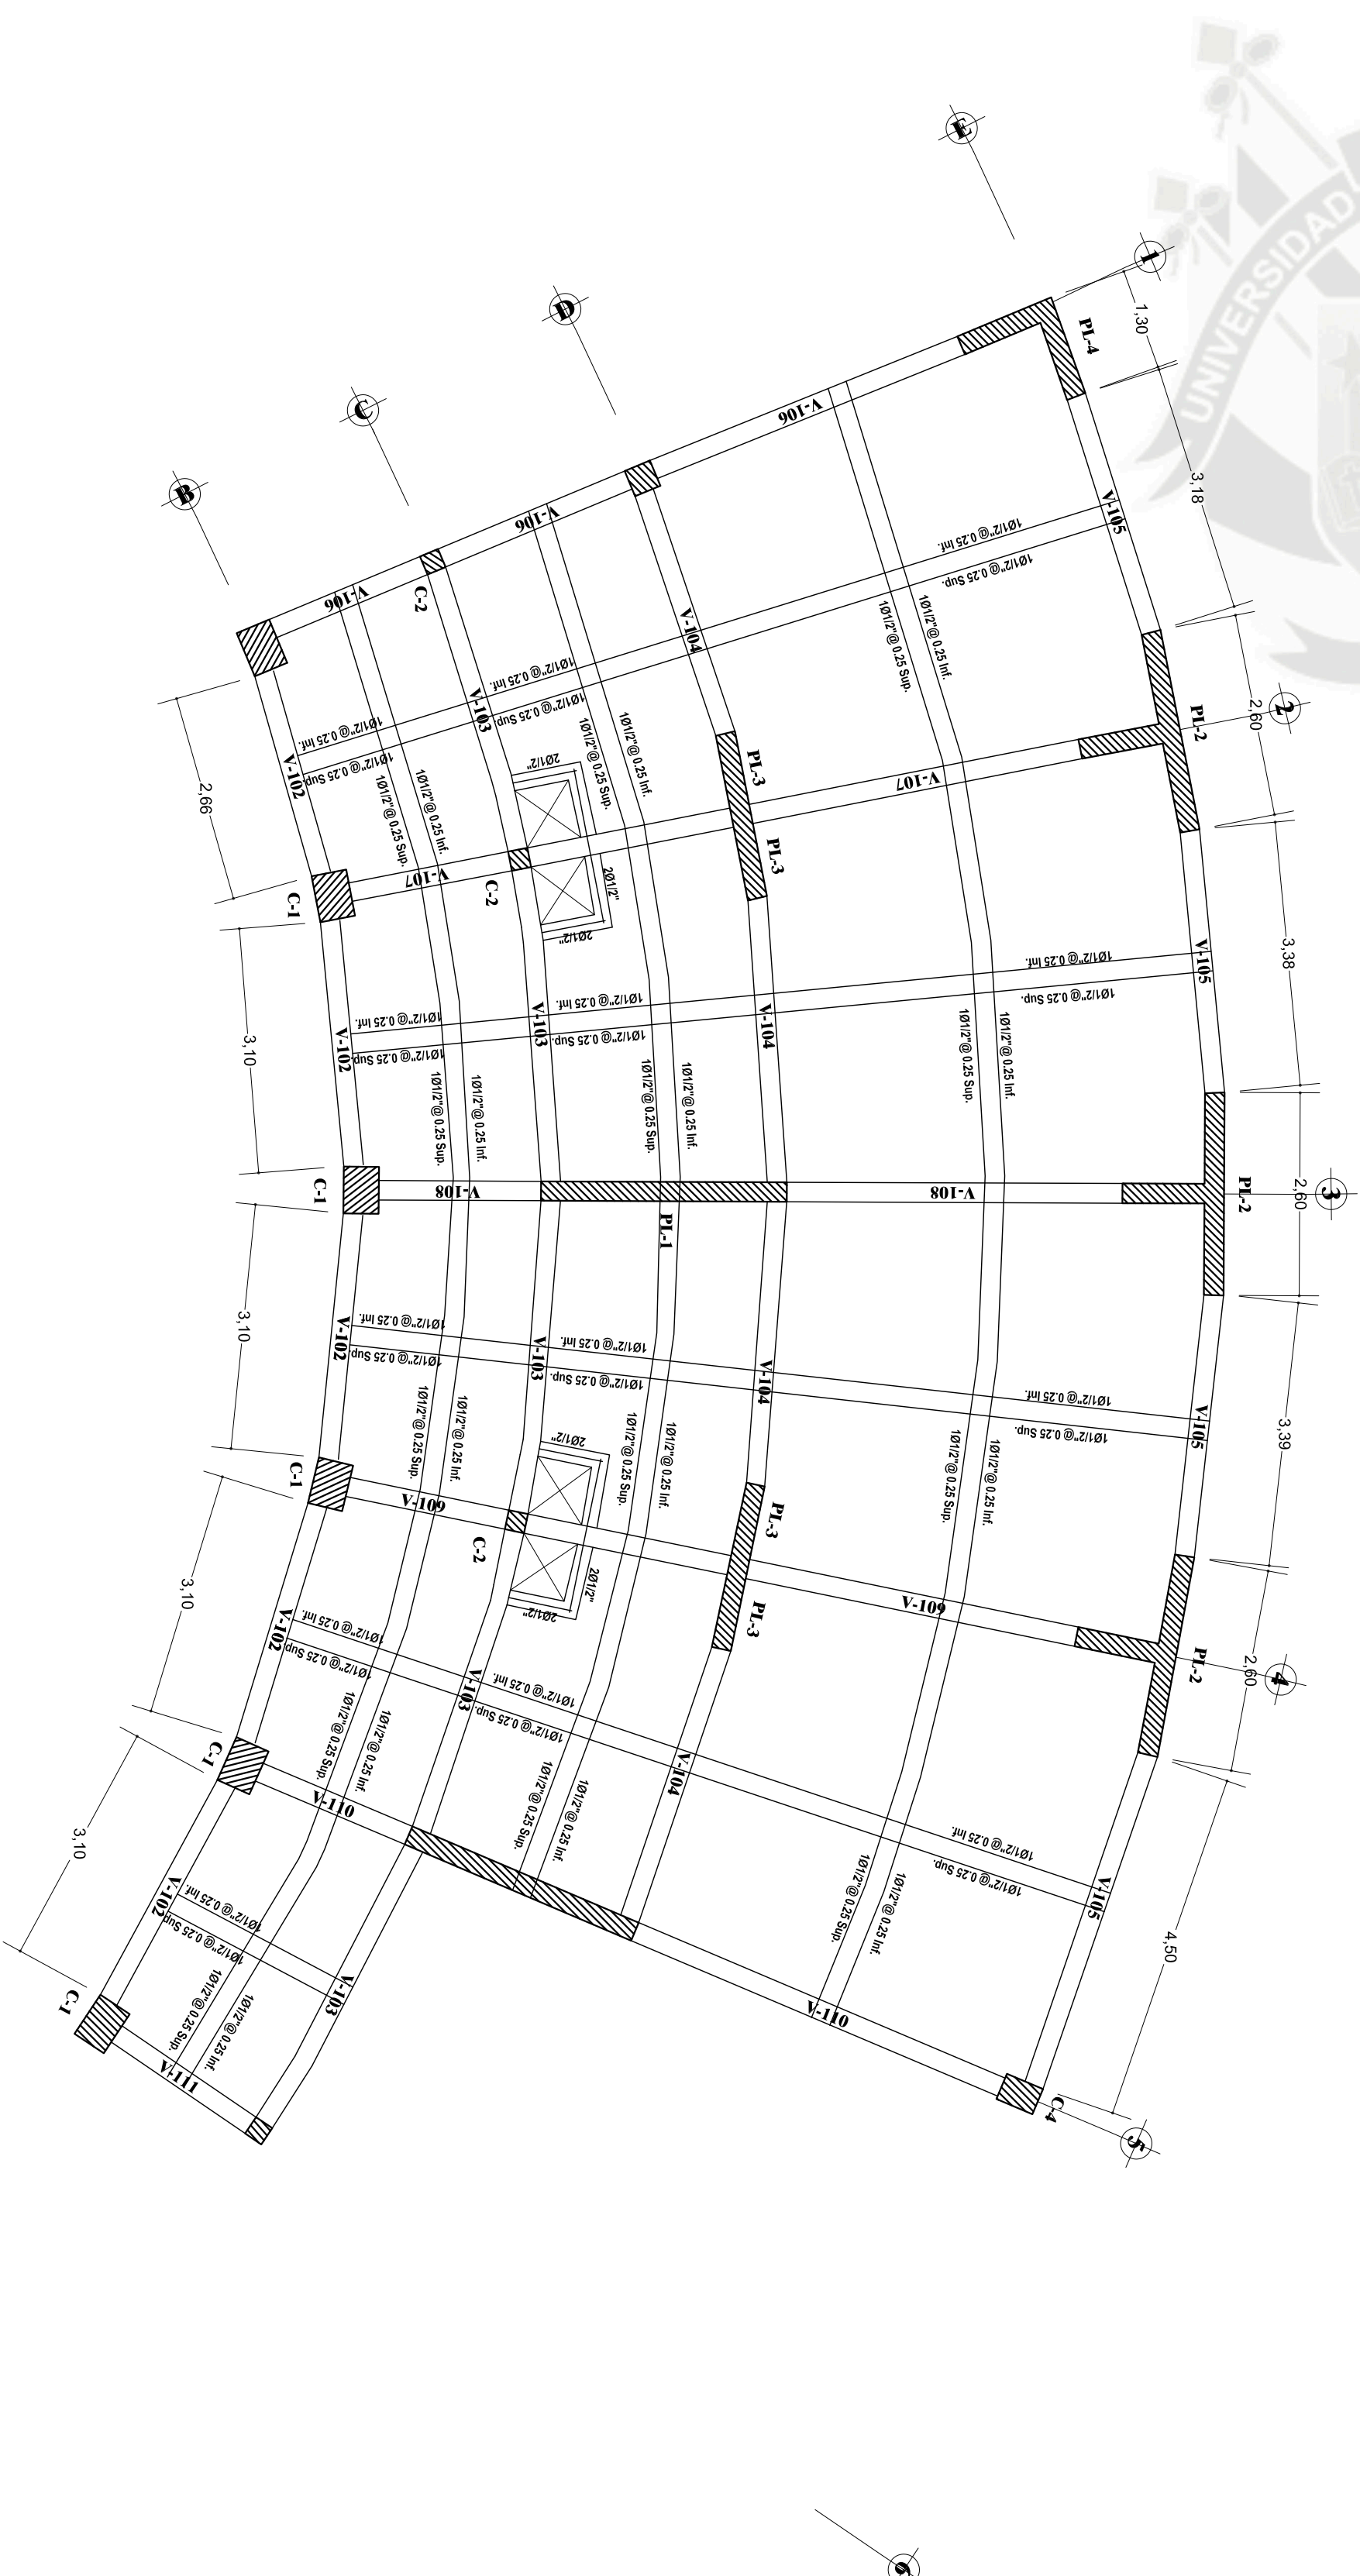 E
1
D
C
B
UNIVERSIDAD
PL-4
1,30
3,18
V-106
V-105
1Ø1/2"@ 0.25 Inf.
1Ø1/2"@ 0.25 Sup.
V-106
C-2
V-106
V-104
1Ø1/2"@ 0.25 Inf.
1Ø1/2"@ 0.25 Sup.
1Ø1/2"@ 0.25 Inf.
1Ø1/2"@ 0.25 Sup.
V-103
1Ø1/2"@ 0.25 Inf.
1Ø1/2"@ 0.25 Sup.
1Ø1/2"@ 0.25 Sup.
1Ø1/2"@ 0.25 Inf.
PL-2
2,60
2
V-102
2,66
1Ø1/2"@ 0.25 Sup.
1Ø1/2"@ 0.25 Inf.
2Ø1/2"
PL-3
V-107
PL-3
C-1
V-107
C-2
2Ø1/2"
2Ø1/2"
3,38
V-105
1Ø1/2"@ 0.25 Inf.
1Ø1/2"@ 0.25 Sup.
1Ø1/2"@ 0.25 Inf.
1Ø1/2"@ 0.25 Sup.
1Ø1/2"@ 0.25 Inf.
1Ø1/2"@ 0.25 Sup.
3,10
V-102
V-103
V-104
1Ø1/2"@ 0.25 Sup.
1Ø1/2"@ 0.25 Inf.
1Ø1/2"@ 0.25 Sup.
1Ø1/2"@ 0.25 Inf.
1Ø1/2"@ 0.25 Sup.
1Ø1/2"@ 0.25 Inf.
C-1
V-108
PL-1
V-108
PL-2
2,60
3
3,10
V-102
1Ø1/2"@ 0.25 Inf.
1Ø1/2"@ 0.25 Sup.
V-103
1Ø1/2"@ 0.25 Inf.
1Ø1/2"@ 0.25 Sup.
V-104
1Ø1/2"@ 0.25 Inf.
1Ø1/2"@ 0.25 Sup.
V-105
3,39
1Ø1/2"@ 0.25 Sup.
1Ø1/2"@ 0.25 Inf.
2Ø1/2"
1Ø1/2"@ 0.25 Sup.
1Ø1/2"@ 0.25 Inf.
1Ø1/2"@ 0.25 Sup.
1Ø1/2"@ 0.25 Inf.
C-1
V-109
C-2
2Ø1/2"
2Ø1/2"
PL-3
PL-3
V-109
PL-2
2,60
4
3,10
V-102
1Ø1/2"@ 0.25 Inf.
1Ø1/2"@ 0.25 Sup.
V-103
1Ø1/2"@ 0.25 Inf.
1Ø1/2"@ 0.25 Sup.
1Ø1/2"@ 0.25 Sup.
1Ø1/2"@ 0.25 Inf.
1Ø1/2"@ 0.25 Sup.
1Ø1/2"@ 0.25 Inf.
V-104
C-1
V-110
1Ø1/2"@ 0.25 Inf.
1Ø1/2"@ 0.25 Sup.
V-105
1Ø1/2"@ 0.25 Sup.
1Ø1/2"@ 0.25 Inf.
4,50
3,10
V-102
1Ø1/2"@ 0.25 Inf.
1Ø1/2"@ 0.25 Sup.
V-103
1Ø1/2"@ 0.25 Sup.
1Ø1/2"@ 0.25 Inf.
C-1
V-111
V-110
C-4
5
6